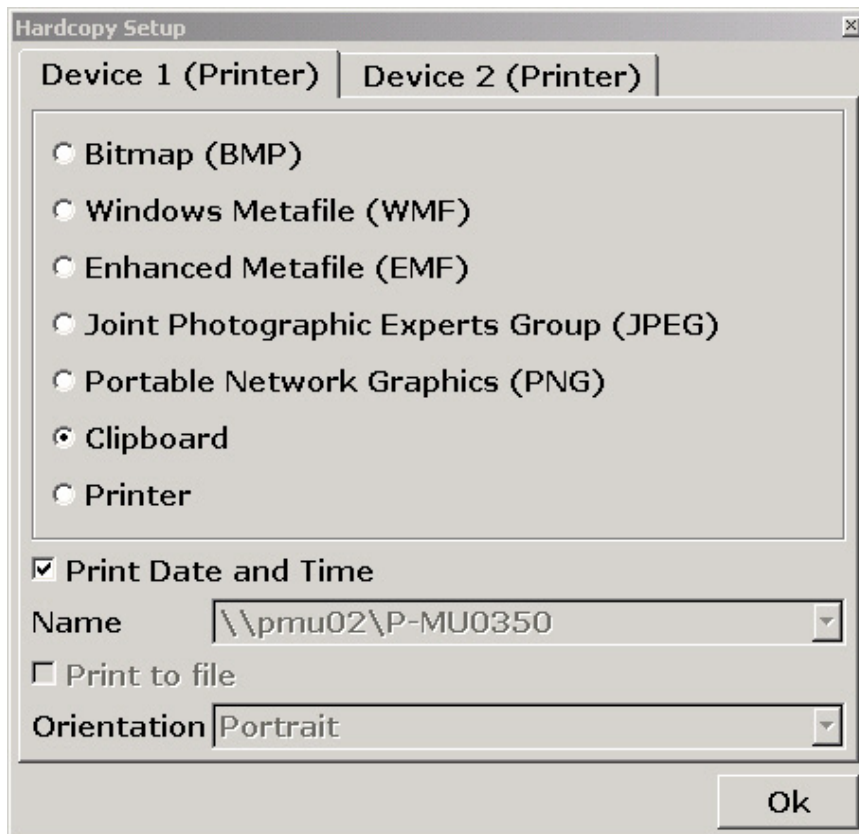 Hardcopy Setup
Device 1 (Printer) Device 2 (Printer)
Bitmap (BMP)
Windows Metafile (WMF)
Enhanced Metafile (EMF)
Joint Photographic Experts Group (JPEG)
Portable Network Graphics (PNG)
Clipboard
Printer
Print Date and Time
Name \\pmu02\P-MU0350
Print to file
Orientation Portrait
Ok